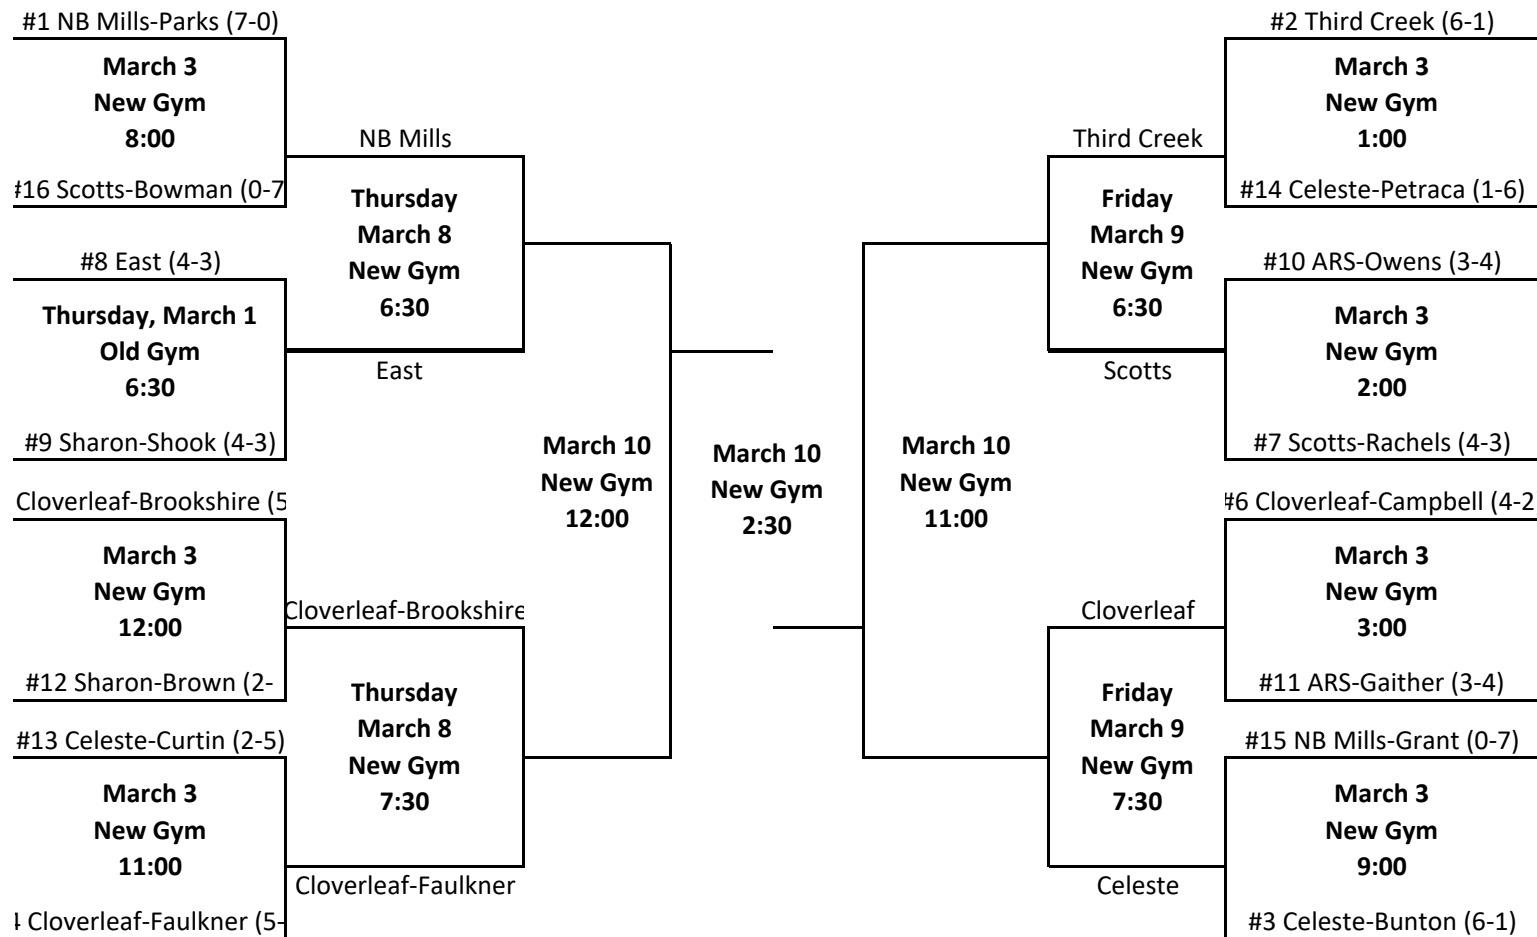 #1 NB Mills-Parks (7-0)
March 3
New Gym
8:00
#16 Scotts-Bowman (0-7
NB Mills
Thursday
March 8
New Gym
6:30
East
#8 East (4-3)
Thursday, March 1
Old Gym
6:30
#9 Sharon-Shook (4-3)
Cloverleaf-Brookshire (5
March 3
New Gym
12:00
#12 Sharon-Brown (2-
Cloverleaf-Brookshire
Thursday
March 8
New Gym
7:30
Cloverleaf-Faulkner
#13 Celeste-Curtin (2-5)
March 3
New Gym
11:00
4 Cloverleaf-Faulkner (5-
March 10
New Gym
12:00
March 10
New Gym
2:30
March 10
New Gym
11:00
Third Creek
Friday
March 9
New Gym
6:30
Scotts
Cloverleaf
Friday
March 9
New Gym
7:30
Celeste
#2 Third Creek (6-1)
March 3
New Gym
1:00
#14 Celeste-Petraca (1-6)
#10 ARS-Owens (3-4)
March 3
New Gym
2:00
#7 Scotts-Rachels (4-3)
#6 Cloverleaf-Campbell (4-2
March 3
New Gym
3:00
#11 ARS-Gaither (3-4)
#15 NB Mills-Grant (0-7)
March 3
New Gym
9:00
#3 Celeste-Bunton (6-1)